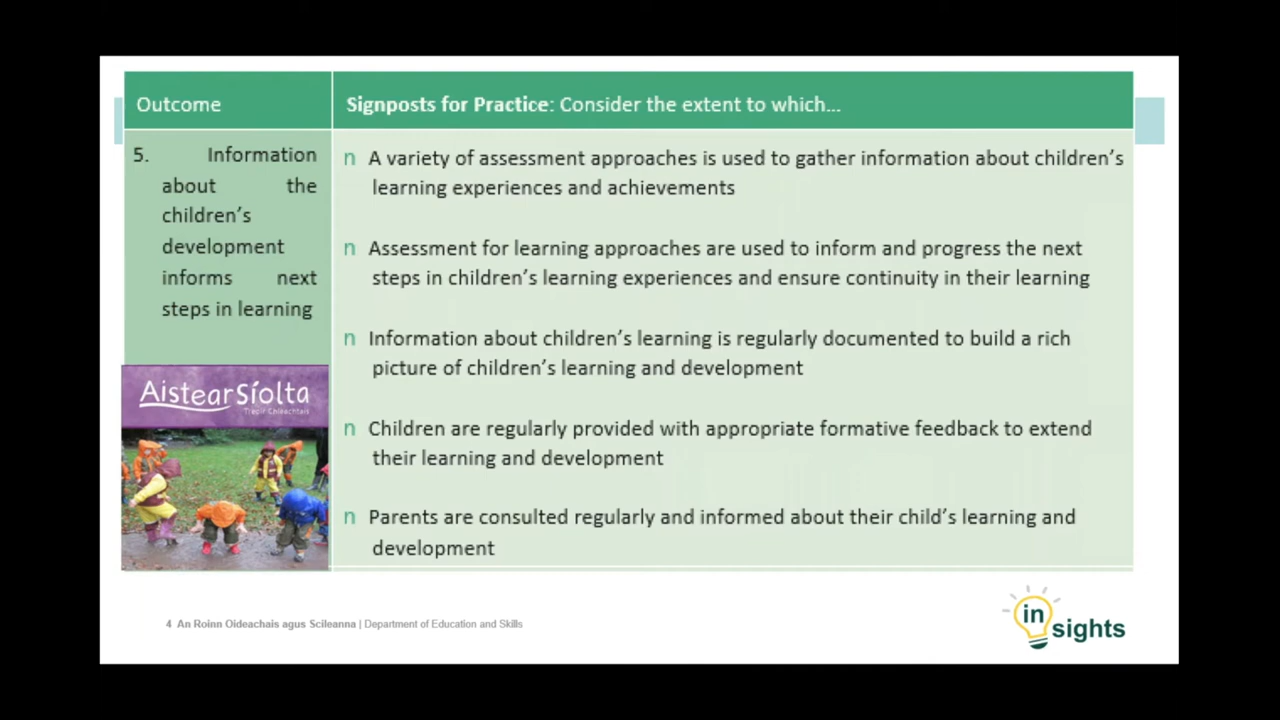 Outcome
Signposts for Practice: Consider the extent to which...
5. Information
about the
children's
development
informs next
steps in learning
n A variety of assessment approaches is used to gather information about children's
learning experiences and achievements
n Assessment for learning approaches are used to inform and progress the next
steps in children's learning experiences and ensure continuity in their learning
n Information about children's learning is regularly documented to build a rich
picture of children's learning and development
n Children are regularly provided with appropriate formative feedback to extend
their learning and development
n Parents are consulted regularly and informed about their child's learning and
development
AistearSíolta
Treoir Chleachtais
4 An Roinn Oideachais agus Scileanna | Department of Education and Skills
in
sights